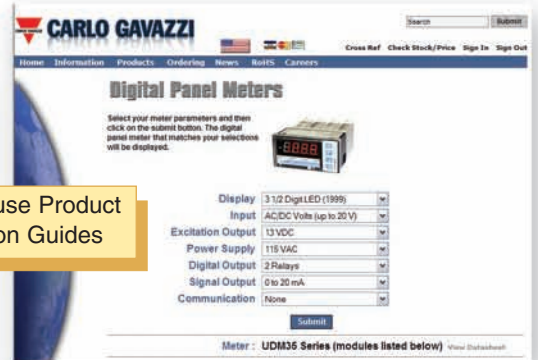 CARLO GAVAZZI
Search Submit
Cross Ref Check Stock/Price Sign In Sign Out
Home Information Products Ordering News RoHS Careers
Digital Panel Meters
Select your meter parameters and then
click on the submit button. The digital
panel meter that matches your selections
will be displayed.
Display 3 1/2 Digit LED (1999)
Input AC/DC Volts (up to 20 V)
use Product
on Guides
Excitation Output 13 VDC
Power Supply 115 VAC
Digital Output 2 Relays
Signal Output 0 to 20 mA
Communication None
Submit
Meter : UDM35 Series (modules listed below) View Datasheet